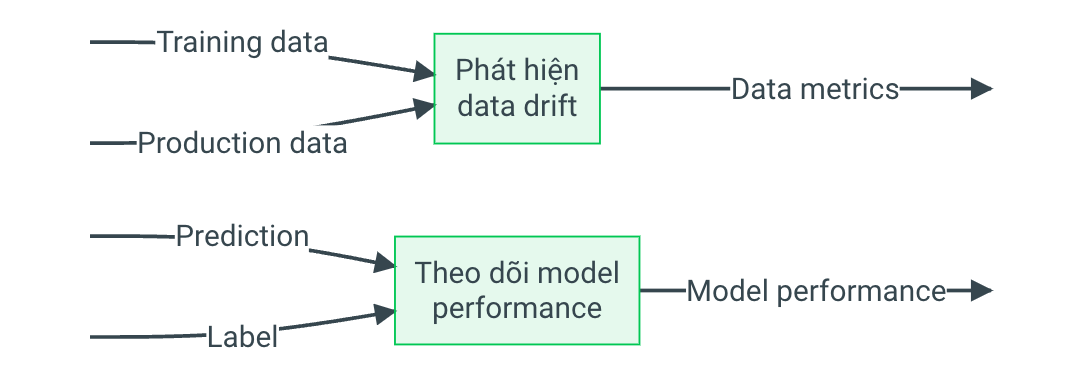 Training data
Production data
Phát hiện
data drift
Data metrics
Prediction
Label
Theo dõi model
performance
Model performance